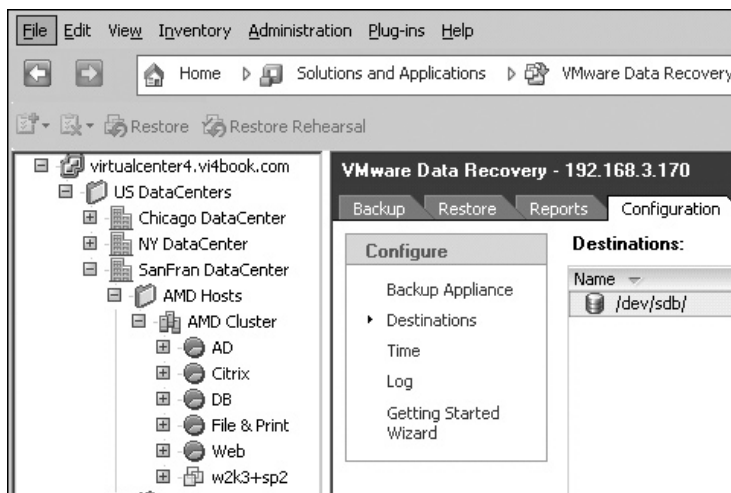 File Edit View Inventory Administration Plug-ins Help
Home Solutions and Applications VMware Data Recovery
Restore Restore Rehearsal
virtualcenter4.vi4book.com
US DataCenters
Chicago DataCenter
NY DataCenter
SanFran DataCenter
AMD Hosts
AMD Cluster
AD
Citrix
DB
File & Print
Web
w2k3+sp2
VMware Data Recovery - 192.168.3.170
Backup Restore Reports Configuration
Configure
Backup Appliance
Destinations
Time
Log
Getting Started
Wizard
Destinations:
Name
/dev/sdb/